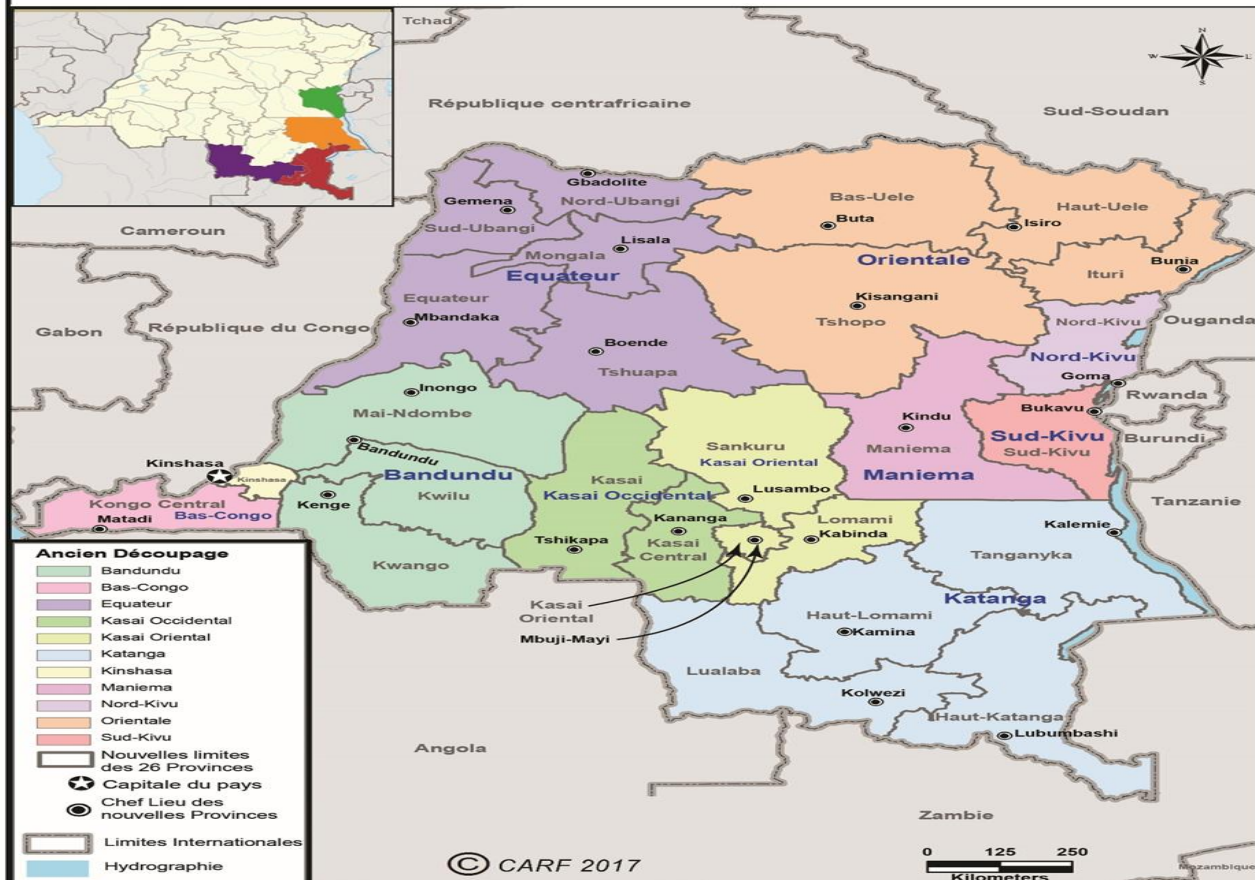 Tchad
N
W
L
S
République centrafricaine
Sud-Soudan
Gbadolite
Nord-Ubangi
Gemena
Sud-Ubangi
Bas-Uele
Buta
Haut-Uele
Isiro
Cameroun
Lisala
Mongala
Equateur
Orientale
Ituri
Bunia
Equateur
Mbandaka
Kisangani
Tshopo
Gabon
République du Congo
Nord-Kivu
Ouganda
Boende
Tshuapa
Nord-Kivu
Goma
Inongo
Mai-Ndombe
Rwanda
Bukavu
Kindu
Maniema
Sud-Kivu
Sud-Kivu
Burundi
Bandundu
Sankuru
Kasai Oriental
Maniema
Kinshasa
Kinshasa
Bandundu
Kwilu
Kasai
Kasai Occidental
Lusambo
Tanzanie
Kongo Central
Bas-Congo
Matadi
Kenge
Kananga
Kasai
Central
Lomami
Kabinda
Kalemie
Tshikapa
Tanganyika
Kwango
Kasai
Oriental
Mbuji-Mayi
Katanga
Haut-Lomami
Kamina
Lualaba
Kolwezi
Haut-Katanga
Lubumbashi
Angola
Zambie
Mozambique
Ancien Découpage
Bandundu
Bas-Congo
Equateur
Kasai Occidental
Kasai Oriental
Katanga
Kinshasa
Maniema
Nord-Kivu
Orientale
Sud-Kivu
Nouvelles limites
des 26 Provinces
Capitale du pays
Chef Lieu des
nouvelles Provinces
Limites Internationales
Hydrographie
© CARF 2017
0 125 250
Kilometers